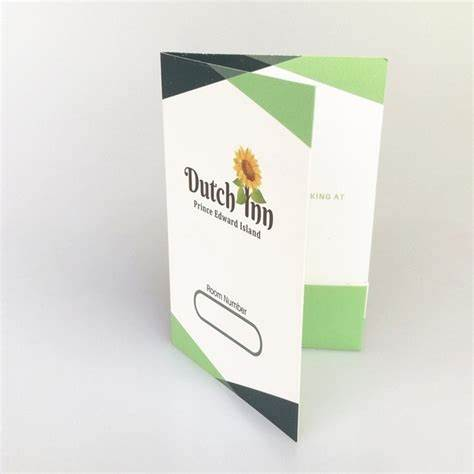 Dutch Inn
Prince Edward Island
Room Number
KING AT